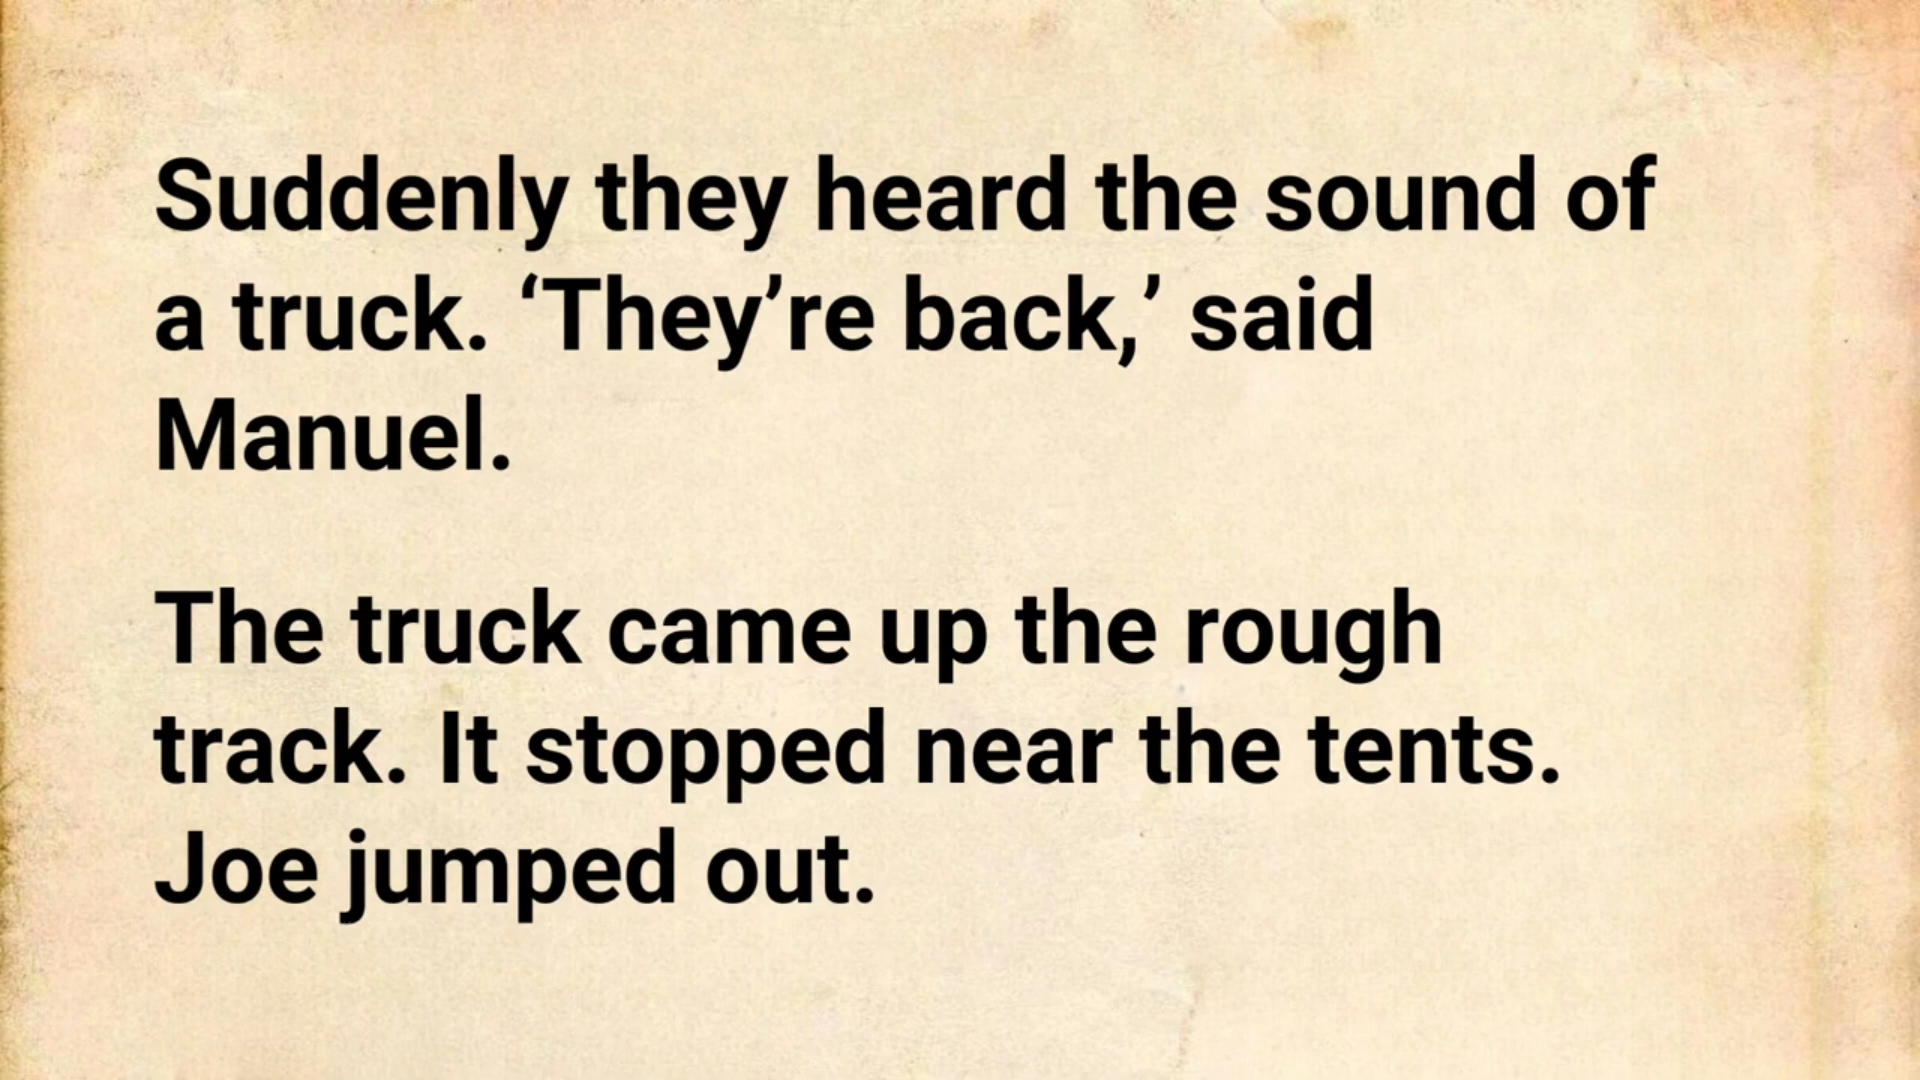 Suddenly they heard the sound of
a truck. ‘They’re back,’ said
Manuel.
The truck came up the rough
track. It stopped near the tents.
Joe jumped out.